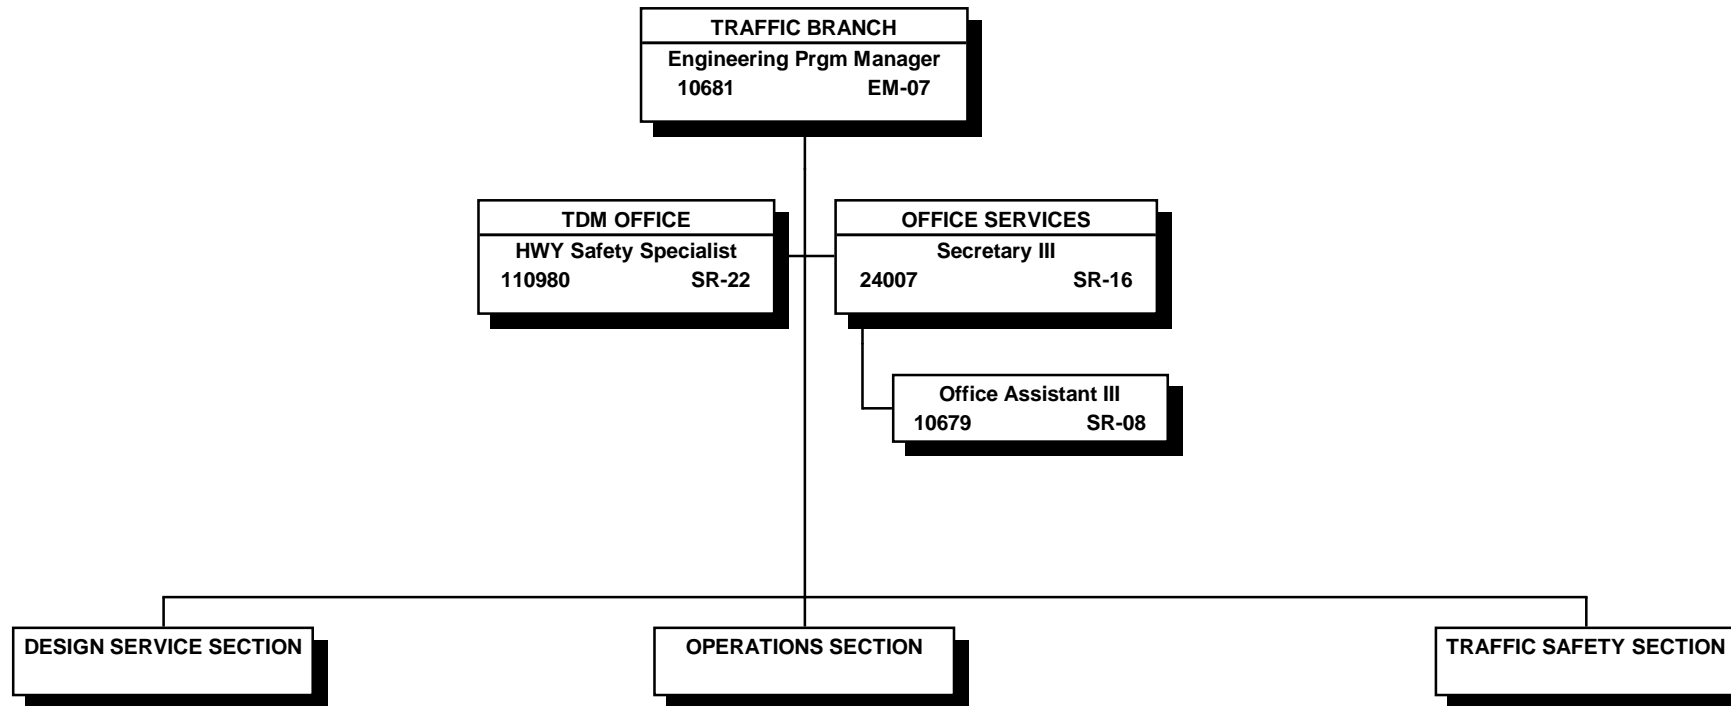 TRAFFIC BRANCH
Engineering Prgm Manager
10681 EM-07
TDM OFFICE
HWY Safety Specialist
110980 SR-22
OFFICE SERVICES
Secretary III
24007 SR-16
Office Assistant III
10679 SR-08
DESIGN SERVICE SECTION
OPERATIONS SECTION
TRAFFIC SAFETY SECTION